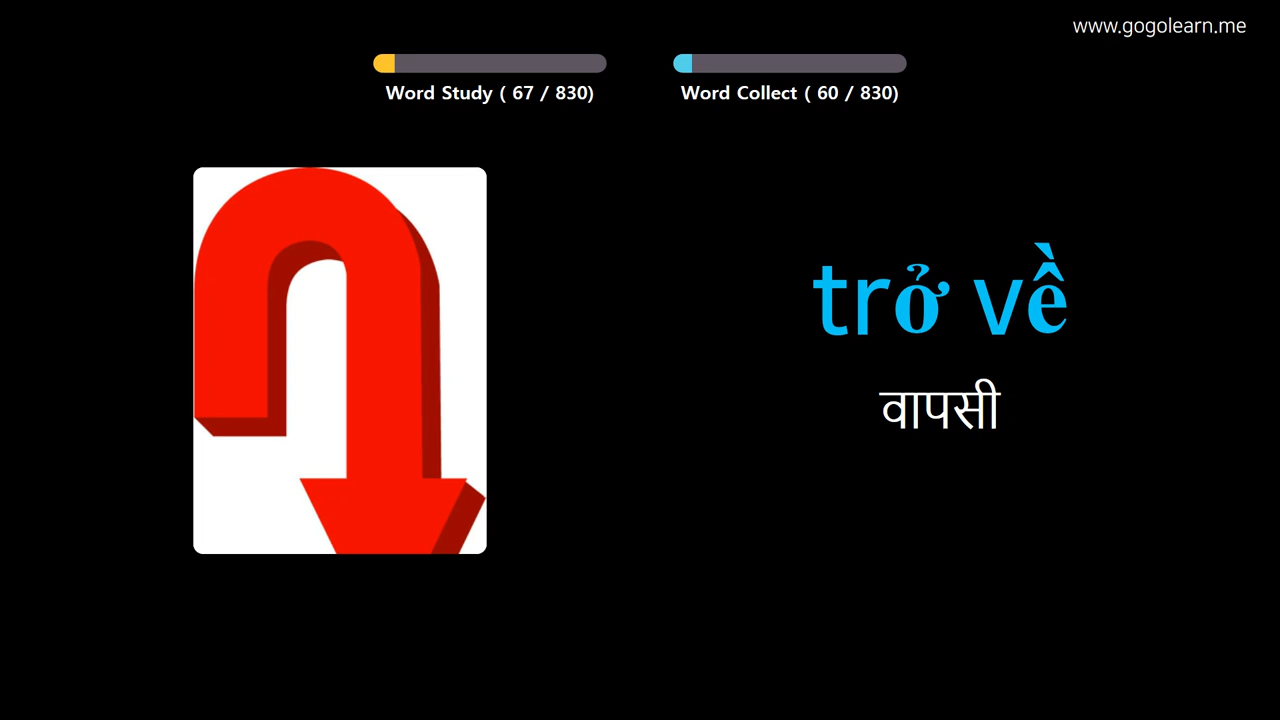 www.gogolearn.me
Word Study ( 67 / 830)
Word Collect ( 60 / 830)
trở về
वापसी